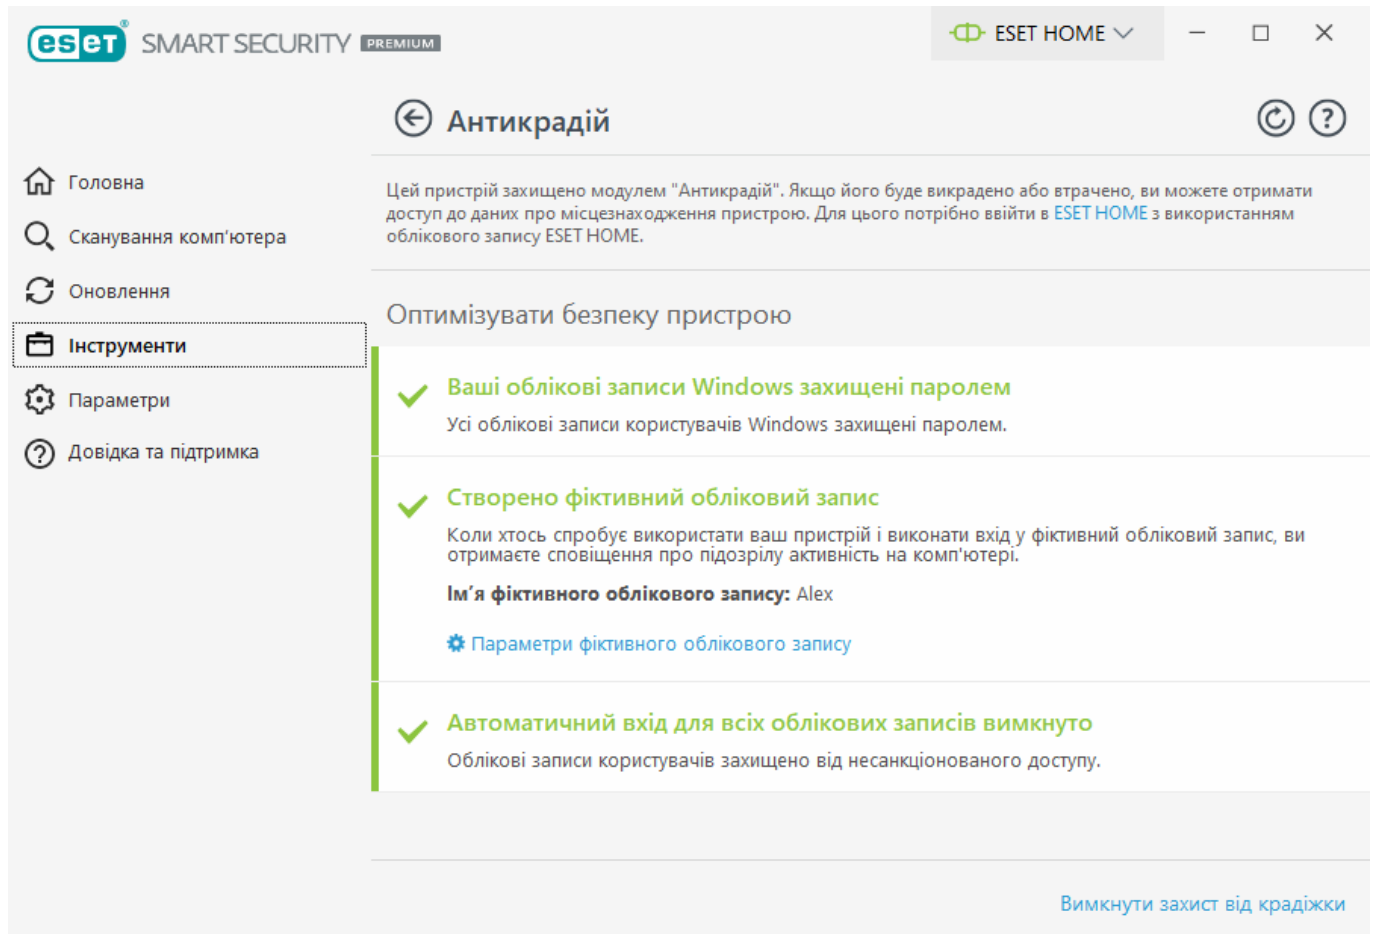 eset® SMART SECURITY PREMIUM
ESET HOME
Антикрадій
Головна
Сканування комп'ютера
Оновлення
Інструменти
Параметри
Довідка та підтримка
Цей пристрій захищено модулем "Антикрадій". Якщо його буде викрадено або втрачено, ви можете отримати
доступ до даних про місцезнаходження пристрою. Для цього потрібно ввійти в ESET HOME з використанням
облікового запису ESET HOME.
Оптимізувати безпеку пристрою
Ваші облікові записи Windows захищені паролем
Усі облікові записи користувачів Windows захищені паролем.
Створено фіктивний обліковий запис
Коли хтось спробує використати ваш пристрій і виконати вхід у фіктивний обліковий запис, ви
отримаєте сповіщення про підозрілу активність на комп'ютері.
Ім’я фіктивного облікового запису: Alex
Параметри фіктивного облікового запису
Автоматичний вхід для всіх облікових записів вимкнуто
Облікові записи користувачів захищено від несанкціонованого доступу.
Вимкнути захист від крадіжки